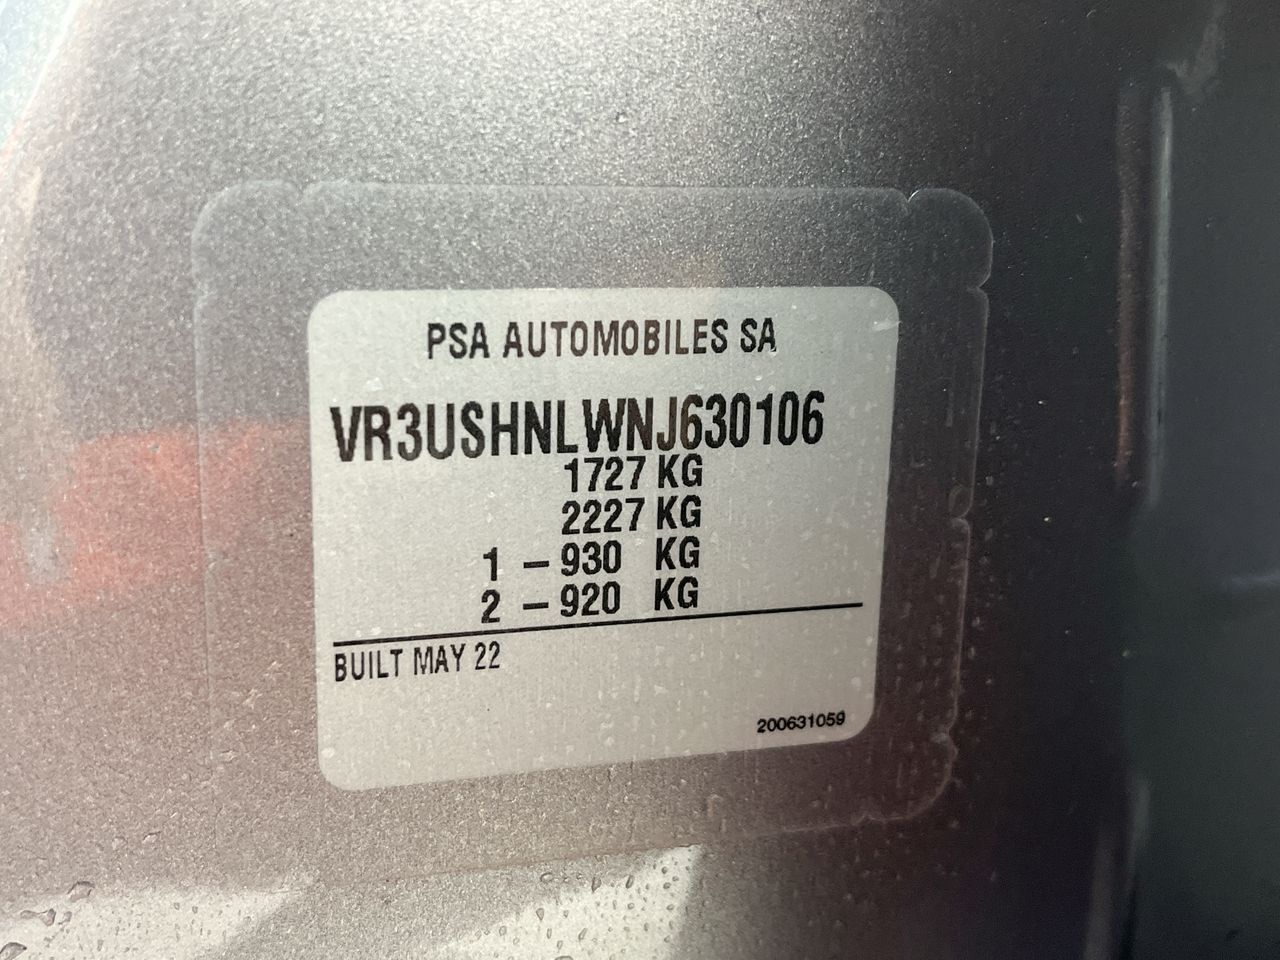 PSA AUTOMOBILES SA
VR3USHNLWNJ630106
1727 KG
2227 KG
1 – 930 KG
2 – 920 KG
BUILT MAY 22
200631059